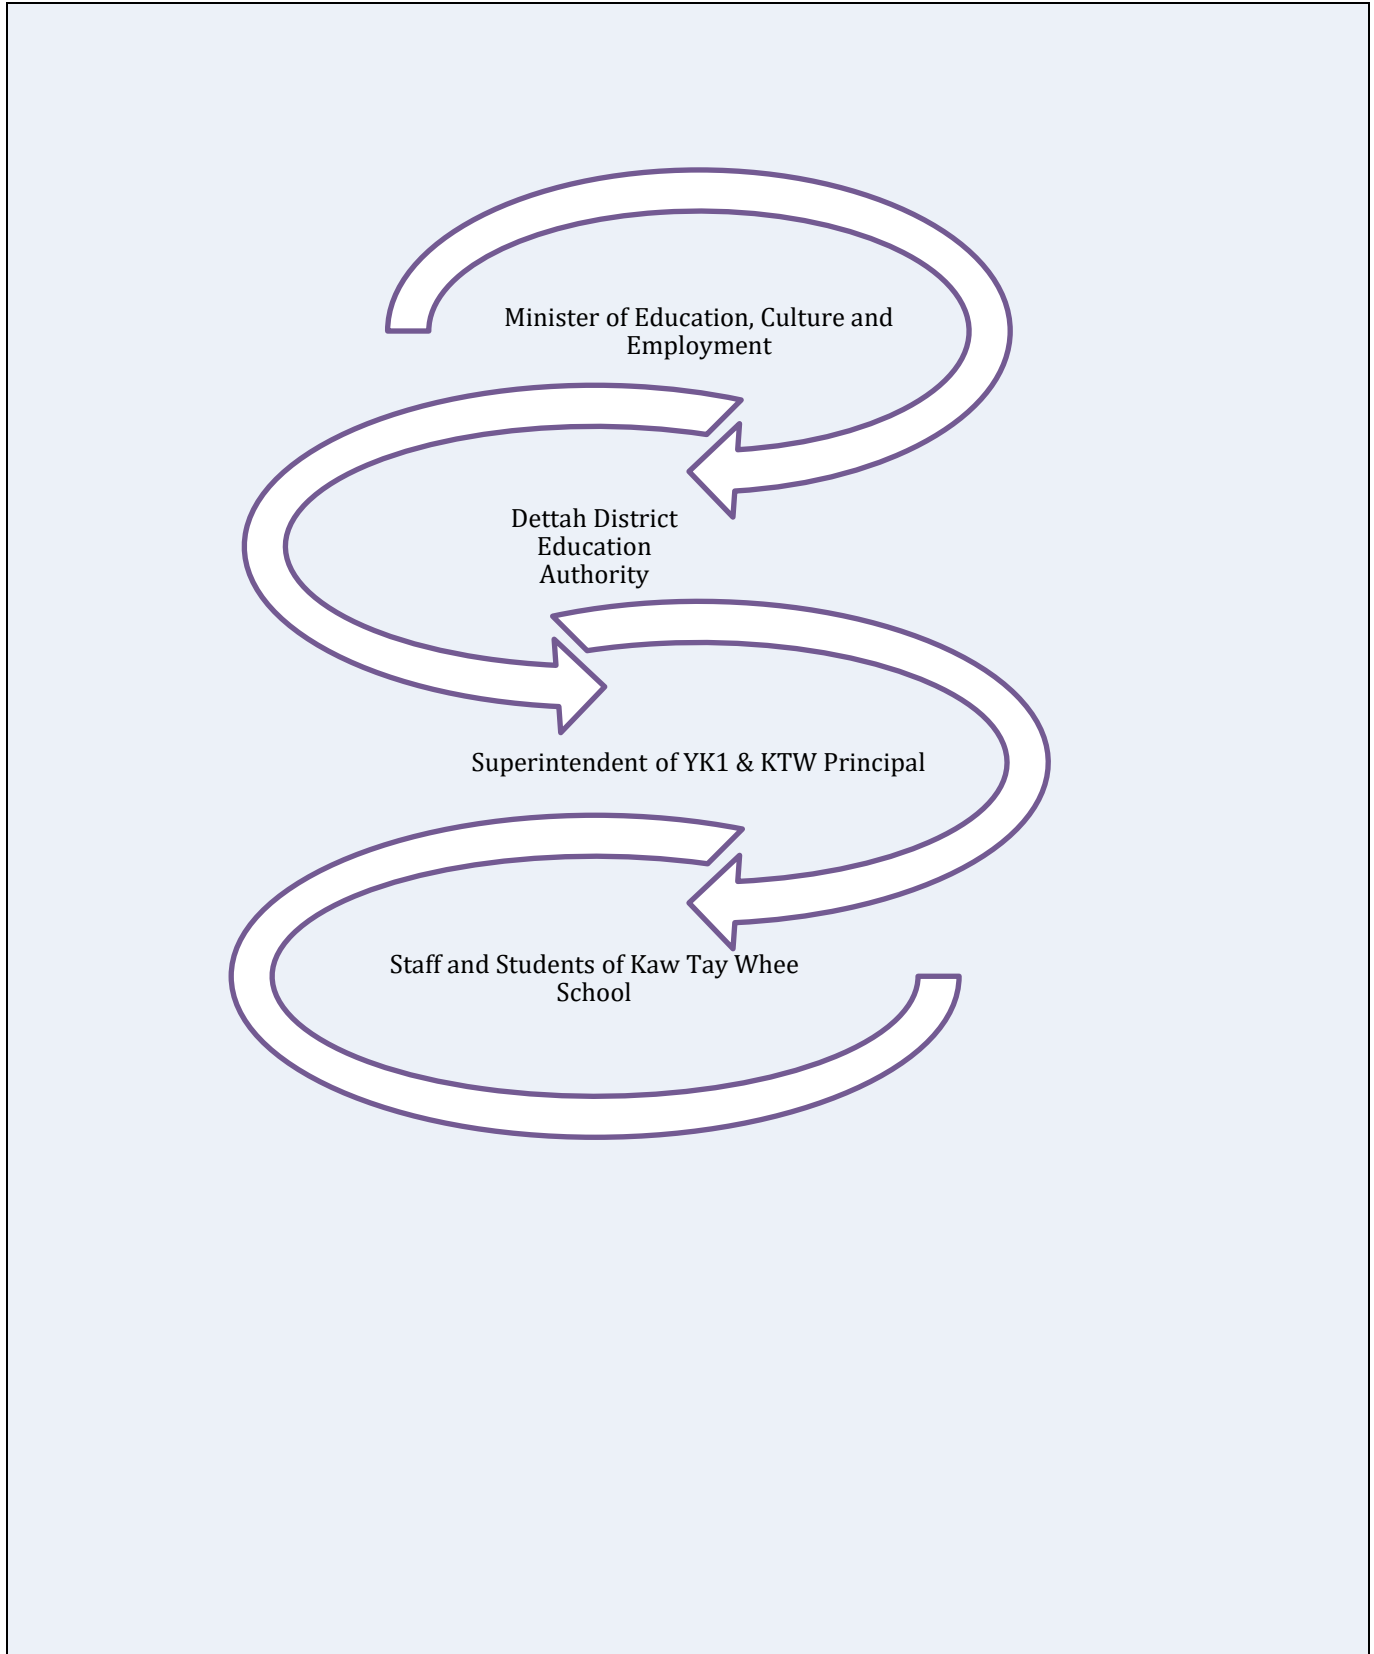 Minister of Education, Culture and
Employment
Dettah District
Education
Authority
Superintendent of YK1 & KTW Principal
Staff and Students of Kaw Tay Whee
School